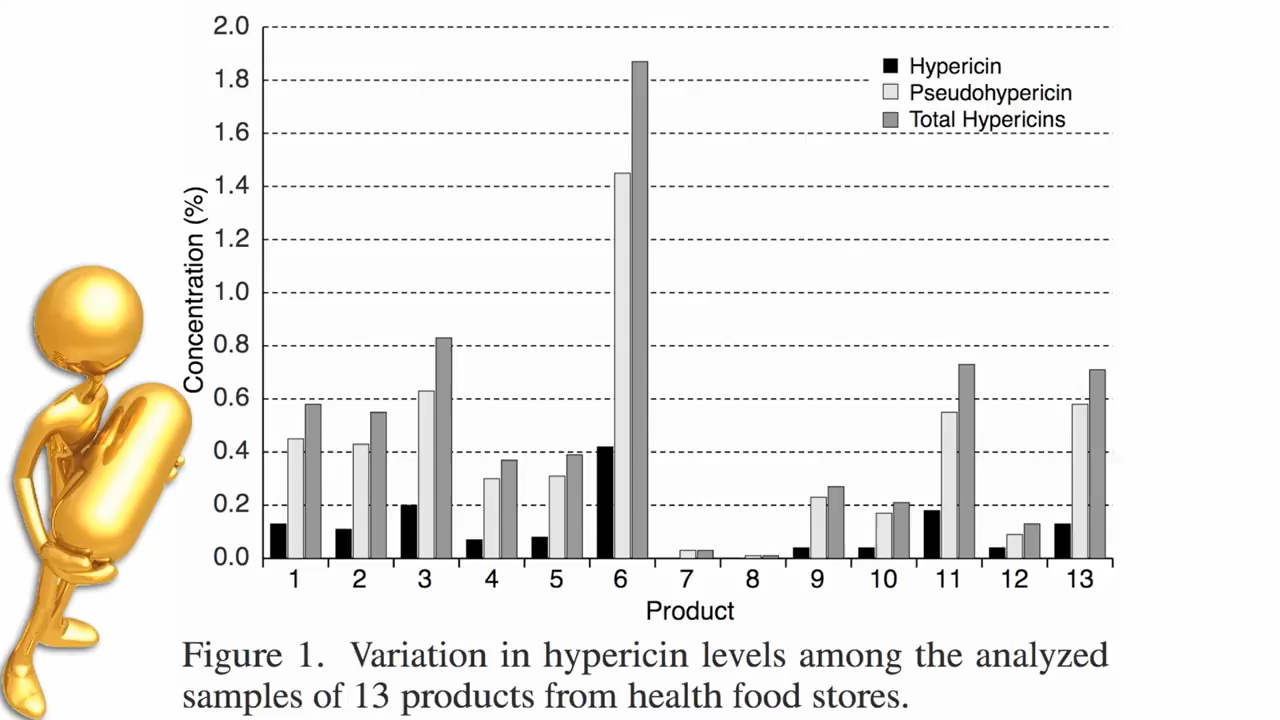 2.0
1.8
1.6
1.4
1.2
1.0
0.8
0.6
0.4
0.2
0.0
Concentration (%)
Hypericin
Pseudohypericin
Total Hypericins
1 2 3 4 5 6 7 8 9 10 11 12 13
Product
Figure 1. Variation in hypericin levels among the analyzed
samples of 13 products from health food stores.